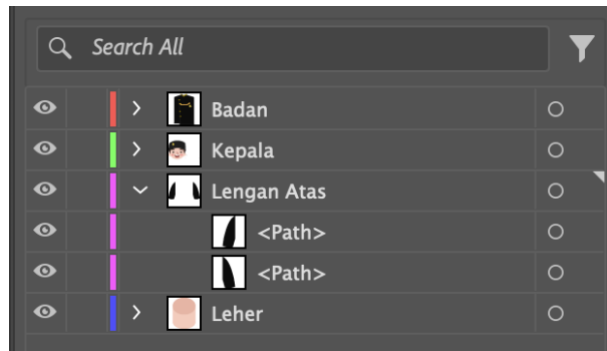 Search All
Badan
Kepala
Lengan Atas
<Path>
<Path>
Leher